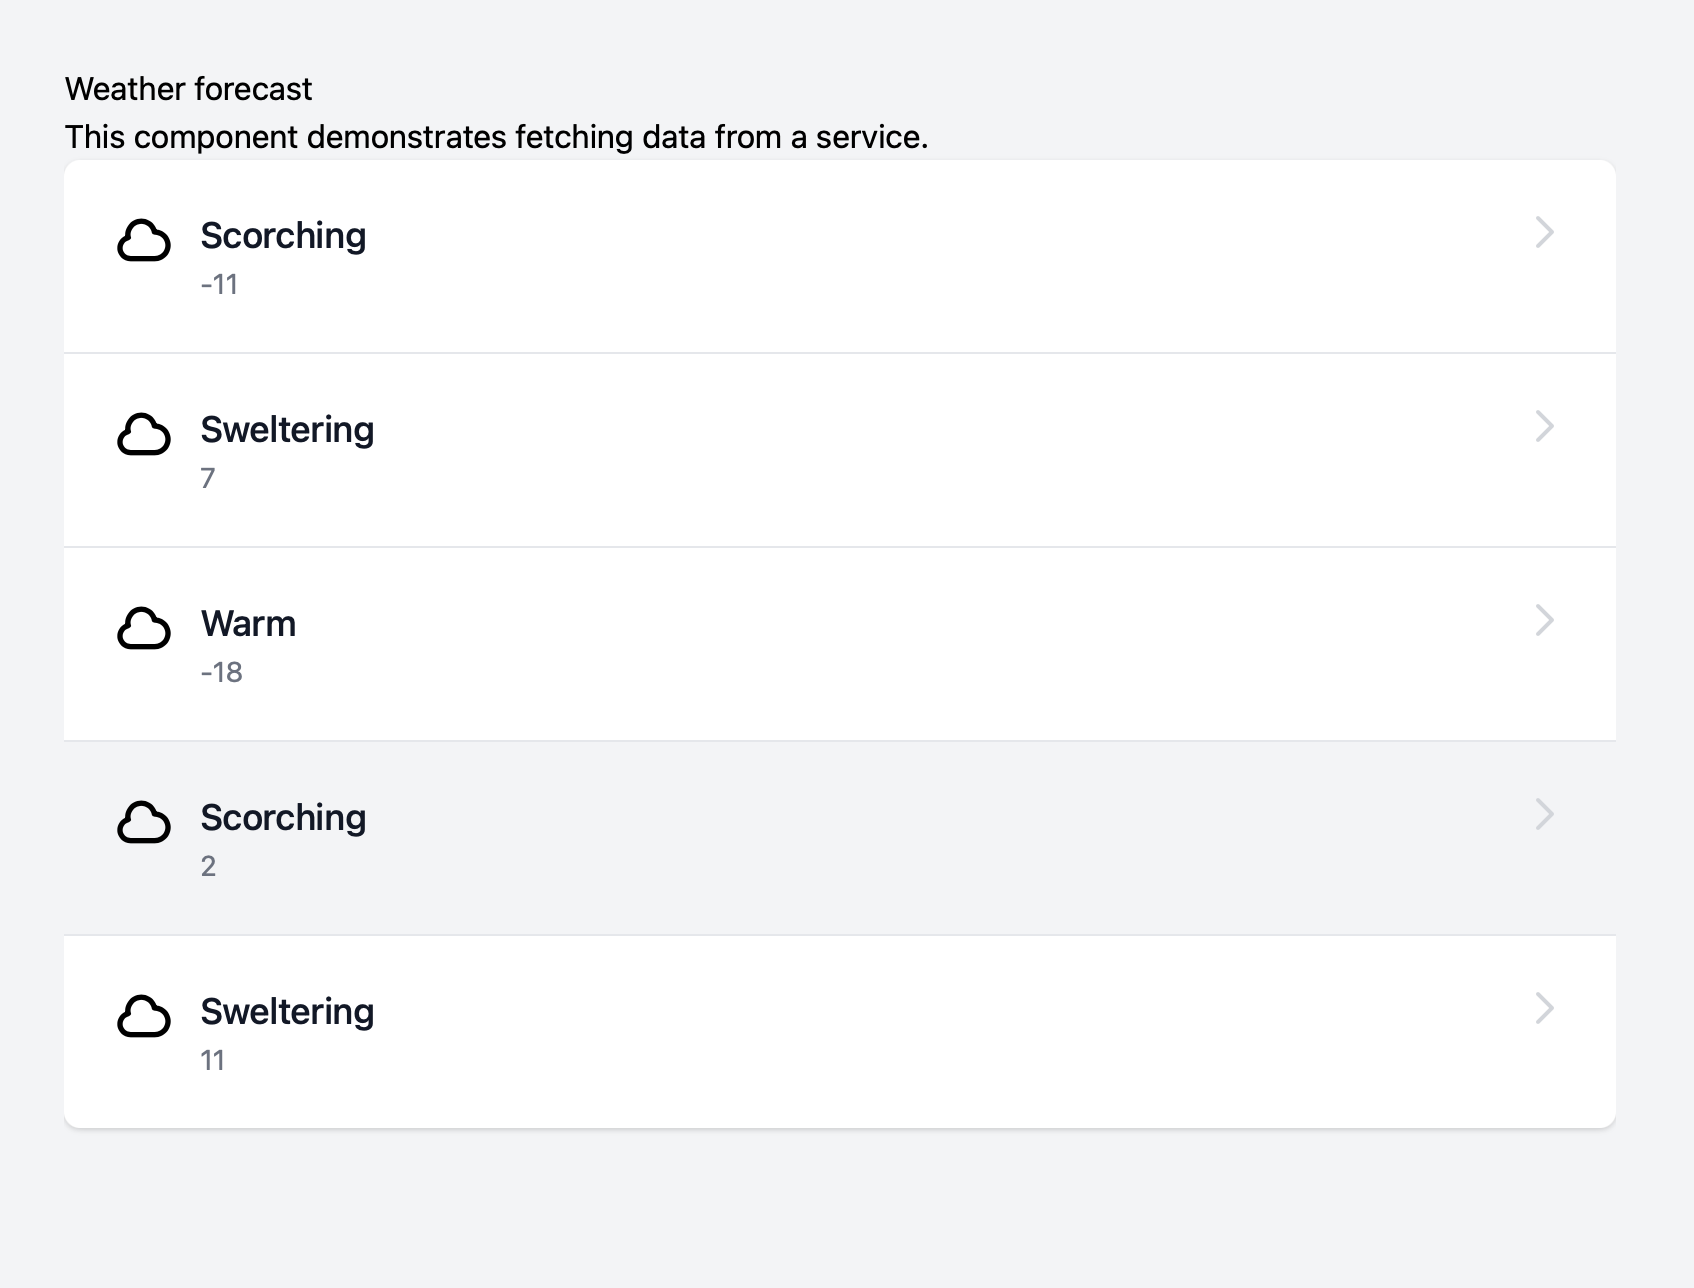 Weather forecast
This component demonstrates fetching data from a service.
Scorching
-11
Sweltering
7
Warm
-18
Scorching
2
Sweltering
11